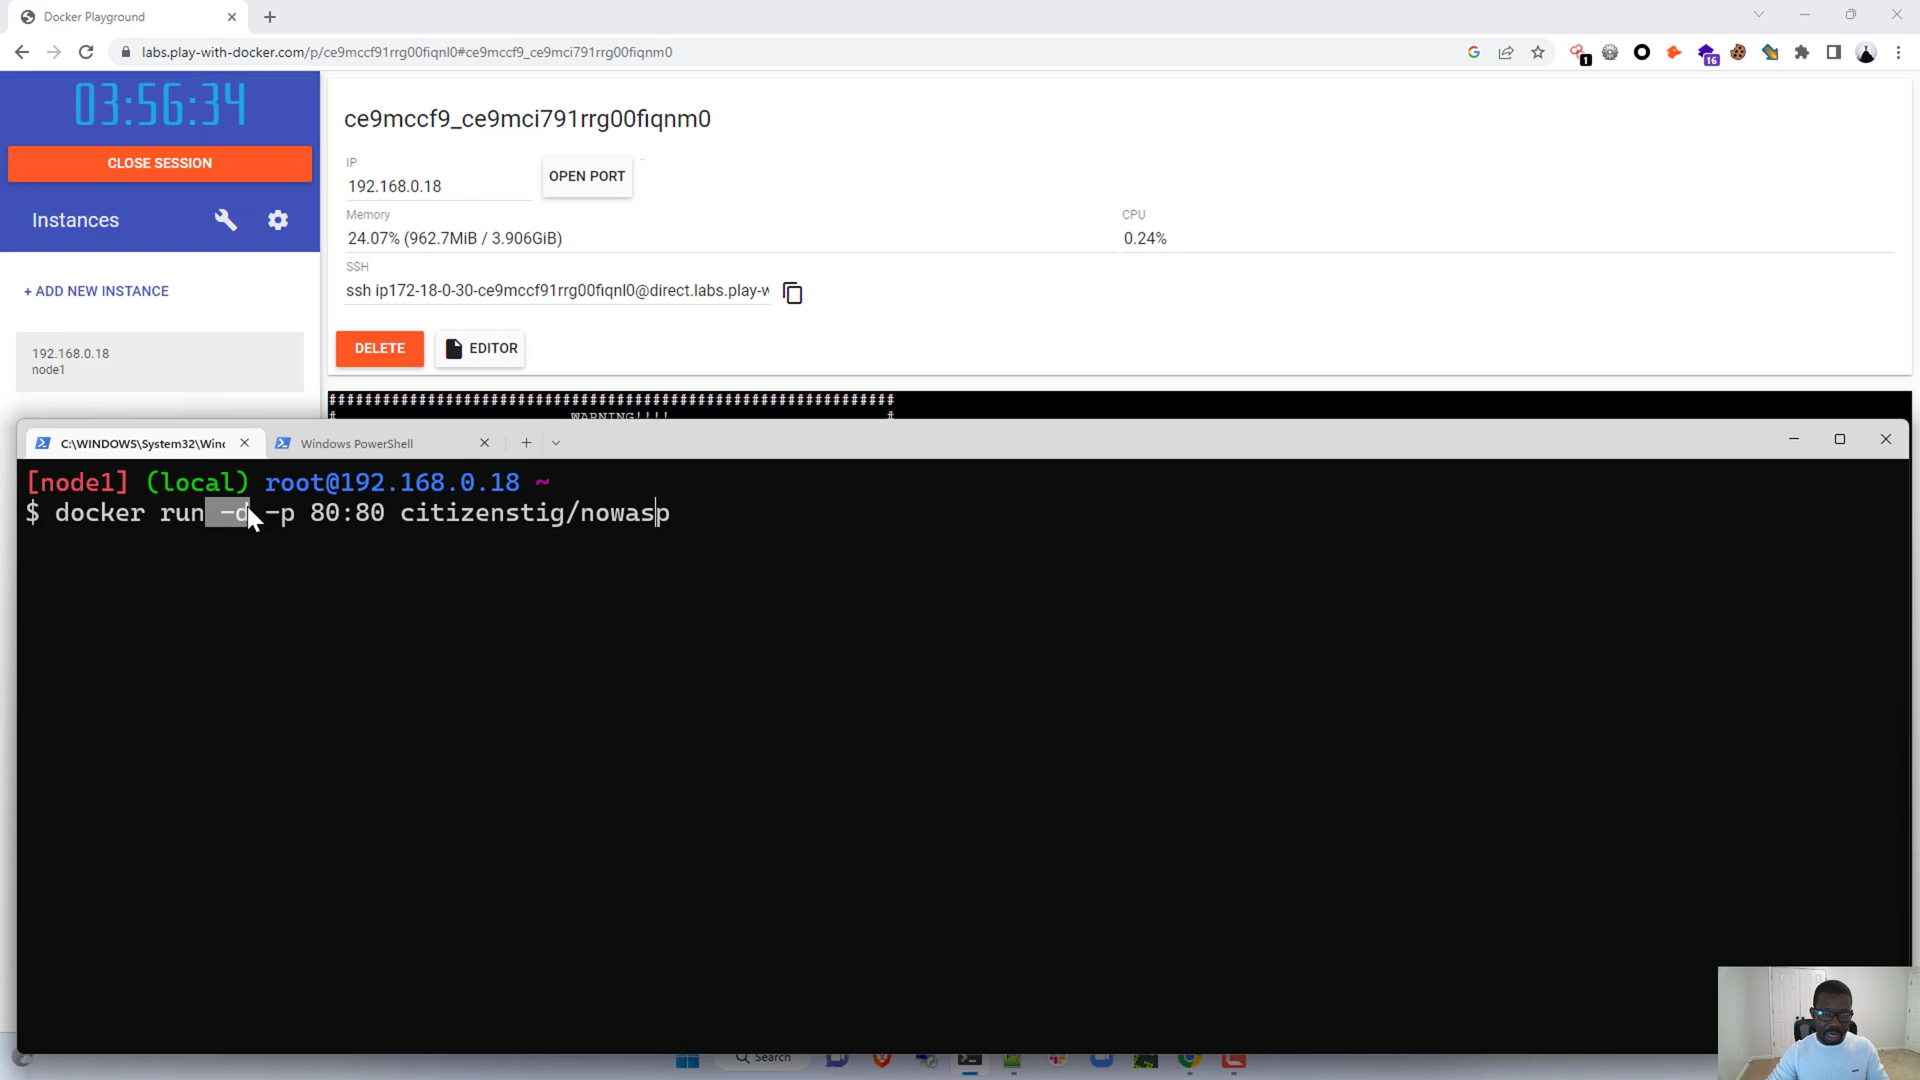 Docker Playground
labs.play-with-docker.com/p/ce9mccf91rrg00fiqnl0#ce9mccf9_ce9mci791rrg00fiqnm0
1
16
03:56:34
CLOSE SESSION
Instances
+ ADD NEW INSTANCE
192.168.0.18
node1
ce9mccf9_ce9mci791rrg00fiqnm0
IP
192.168.0.18
OPEN PORT
Memory
24.07% (962.7MiB / 3.906GiB)
CPU
0.24%
SSH
ssh ip172-18-0-30-ce9mccf91rrg00fiqnl0@direct.labs.play-w
DELETE
EDITOR
# WARNING!!!! #
C:\WINDOWS\System32\Winc
Windows PowerShell
[node1] (local) root@192.168.0.18 ~
$ docker run -d -p 80:80 citizenstig/nowasp
Search